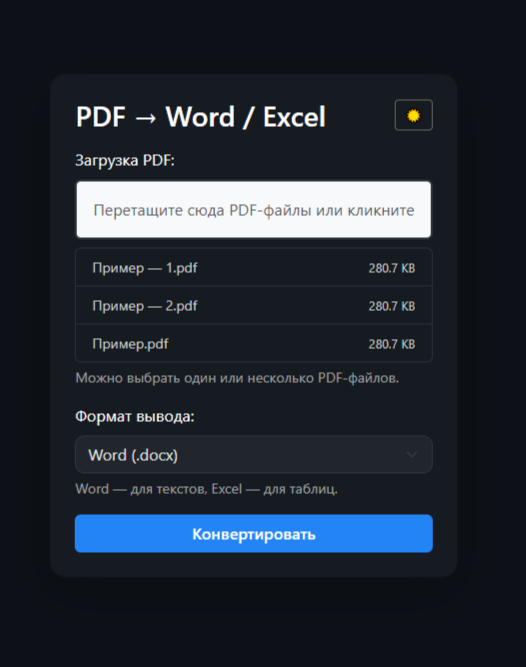 PDF → Word / Excel
Загрузка PDF:
Перетащите сюда PDF-файлы или кликните
Пример — 1.pdf 280.7 KB
Пример — 2.pdf 280.7 KB
Пример.pdf 280.7 KB
Можно выбрать один или несколько PDF-файлов.
Формат вывода:
Word (.docx)
Word — для текстов, Excel — для таблиц.
Конвертировать